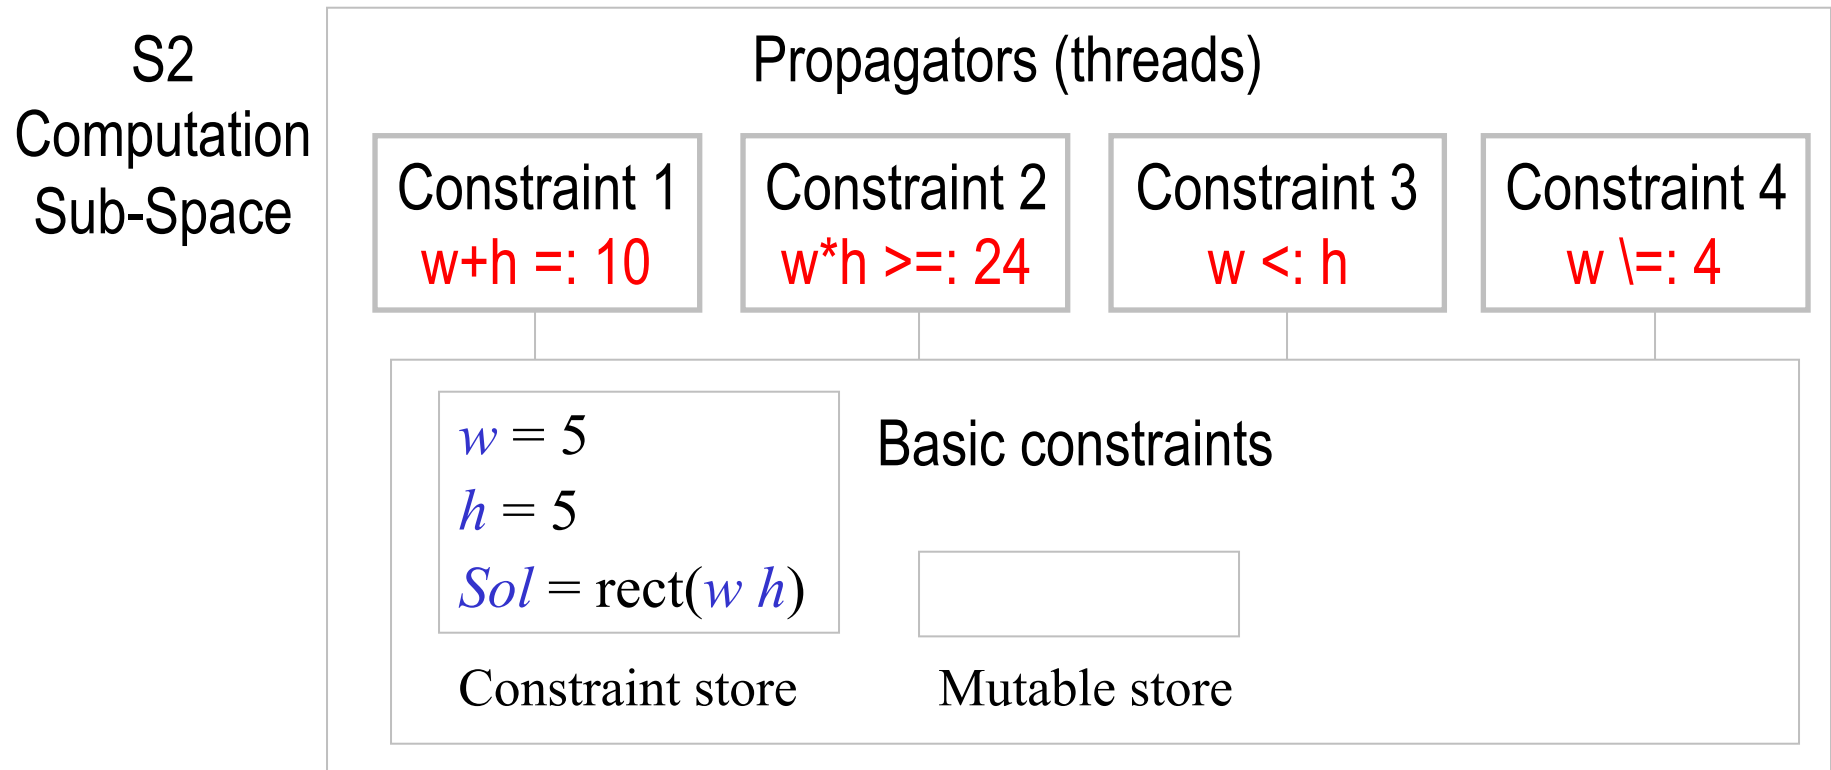 S2
Computation
Sub-Space
Propagators (threads)
Constraint 1
w+h =: 10
Constraint 2
w*h >=: 24
Constraint 3
w <: h
Constraint 4
w \=: 4
w = 5
h = 5
Sol = rect(w h)
Basic constraints
Constraint store
Mutable store